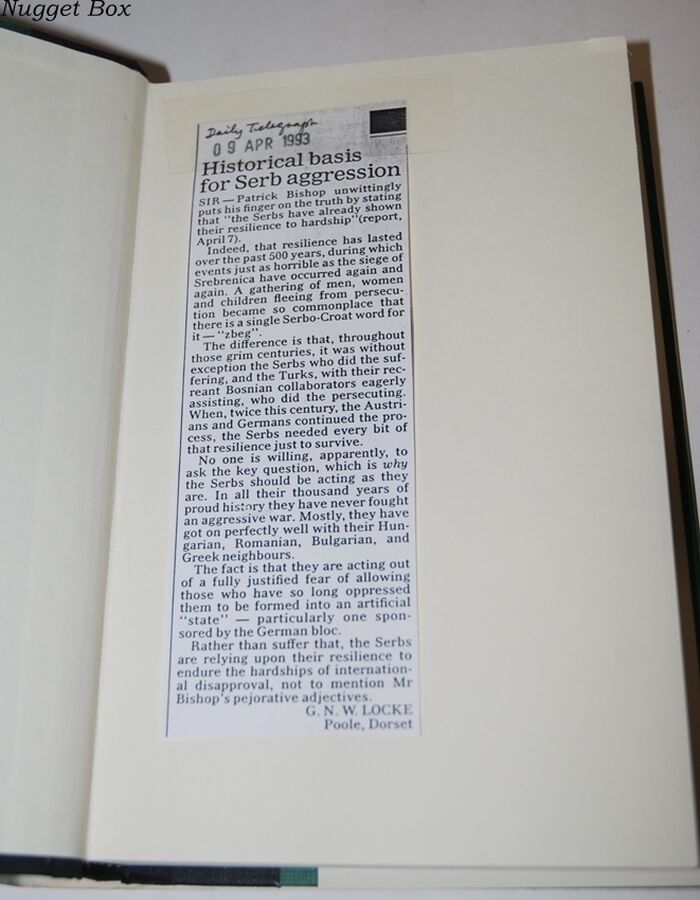 Nugget Box
Daily Telegraph
09 APR 1993
Historical basis
for Serb aggression
SIR — Patrick Bishop unwittingly
puts his finger on the truth by stating
that "the Serbs have already shown
their resilience to hardship"(report,
April 7).
Indeed, that resilience has lasted
over the past 500 years, during which
events just as horrible as the siege of
Srebrenica have occurred again and
again. A gathering of men, women
and children fleeing from persecu-
tion became so commonplace that
there is a single Serbo-Croat word for
it — "zbeg".
The difference is that, throughout
those grim centuries, it was without
exception the Serbs who did the suf-
fering, and the Turks, with their rec-
reant Bosnian collaborators eagerly
assisting, who did the persecuting.
When, twice this century, the Austri-
ans and Germans continued the pro-
cess, the Serbs needed every bit of
that resilience just to survive.
No one is willing, apparently, to
ask the key question, which is why
the Serbs should be acting as they
are. In all their thousand years of
proud history they have never fought
an aggressive war. Mostly, they have
got on perfectly well with their Hun-
garian, Romanian, Bulgarian, and
Greek neighbours.
The fact is that they are acting out
of a fully justified fear of allowing
those who have so long oppressed
them to be formed into an artificial
"state" — particularly one spon-
sored by the German bloc.
Rather than suffer that, the Serbs
are relying upon their resilience to
endure the hardships of internation-
al disapproval, not to mention Mr
Bishop's pejorative adjectives.
G. N. W. LOCKE
Poole, Dorset